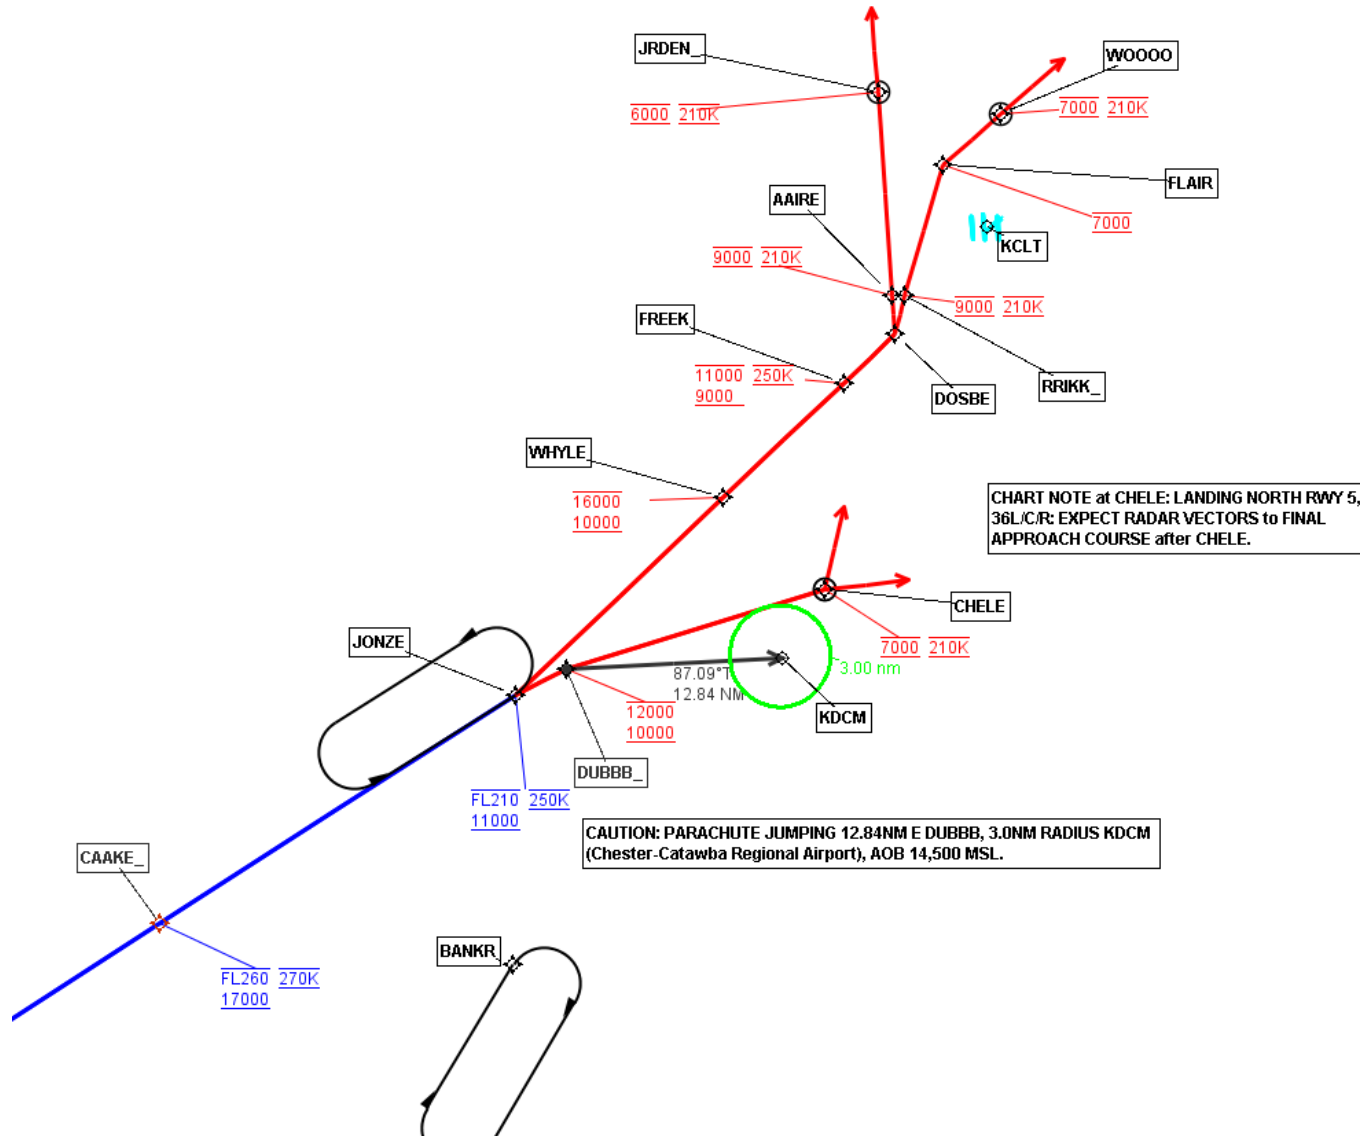 JRDEN_
WOOOO
6000 210K
7000 210K
FLAIR
AAIRE
7000
KCLT
9000 210K
9000 210K
FREEK
11000 250K
9000
RRIKK_
DOSBE
WHYLE
16000
10000
CHART NOTE at CHELE: LANDING NORTH RWY 5,
36L/C/R: EXPECT RADAR VECTORS to FINAL
APPROACH COURSE after CHELE.
CHELE
JONZE
7000 210K
3.00 nm
87.09°T
12.84 NM
KDCM
12000
10000
DUBBB_
FL210 250K
11000
CAUTION: PARACHUTE JUMPING 12.84NM E DUBBB, 3.0NM RADIUS KDCM
(Chester-Catawba Regional Airport), AOB 14,500 MSL.
CAAKE_
BANKR
FL260 270K
17000